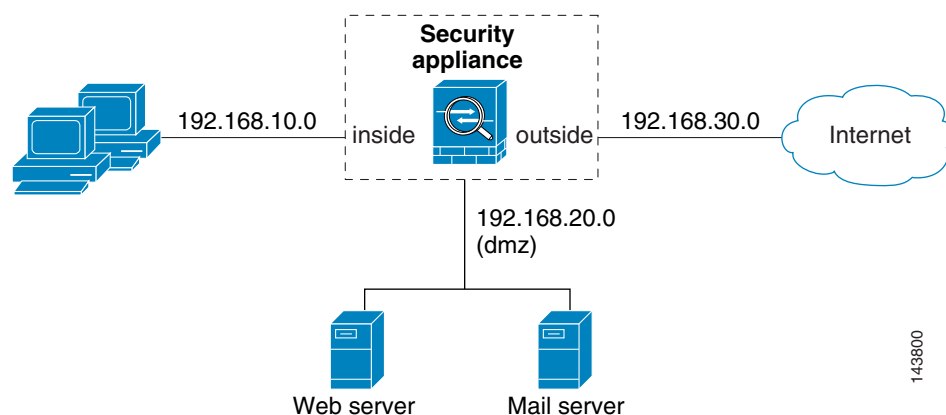 Security
appliance
192.168.10.0
inside
outside
192.168.30.0
Internet
192.168.20.0
(dmz)
Web server
Mail server
143800